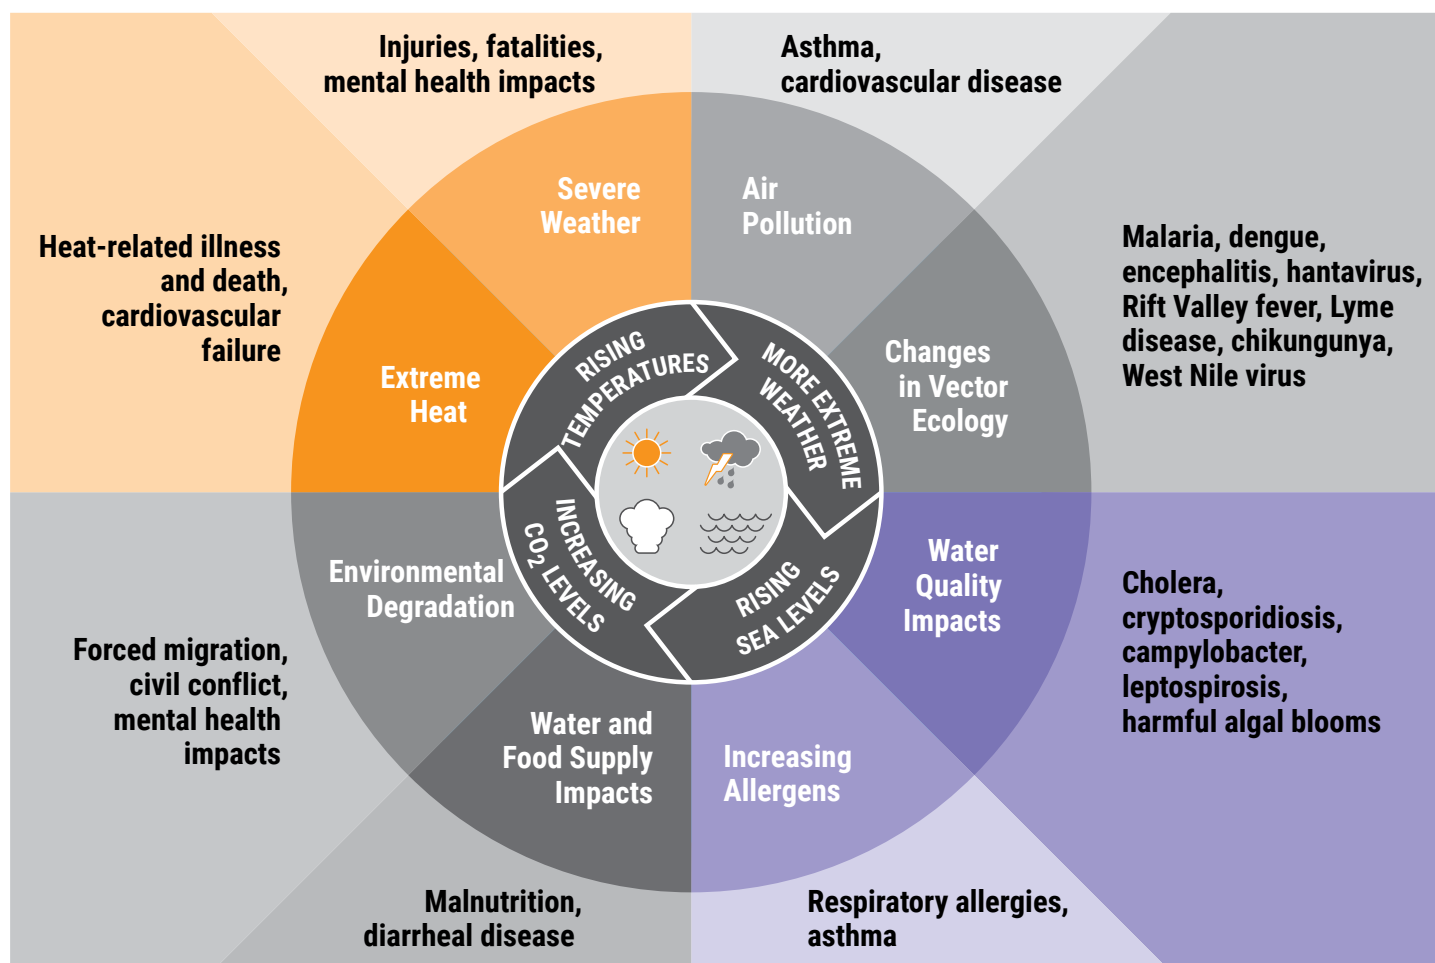 Injuries, fatalities,
mental health impacts
Asthma,
cardiovascular disease
Severe
Weather
Air
Pollution
Heat-related illness
and death,
cardiovascular
failure
Extreme
Heat
Changes
in Vector
Ecology
Malaria, dengue,
encephalitis, hantavirus,
Rift Valley fever, Lyme
disease, chikungunya,
West Nile virus
RISING
TEMPERATURES
MORE EXTREME
WEATHER
INCREASING
CO2 LEVELS
RISING
SEA LEVELS
Environmental
Degradation
Water
Quality
Impacts
Forced migration,
civil conflict,
mental health
impacts
Cholera,
cryptosporidiosis,
campylobacter,
leptospirosis,
harmful algal blooms
Water and
Food Supply
Impacts
Increasing
Allergens
Malnutrition,
diarrheal disease
Respiratory allergies,
asthma